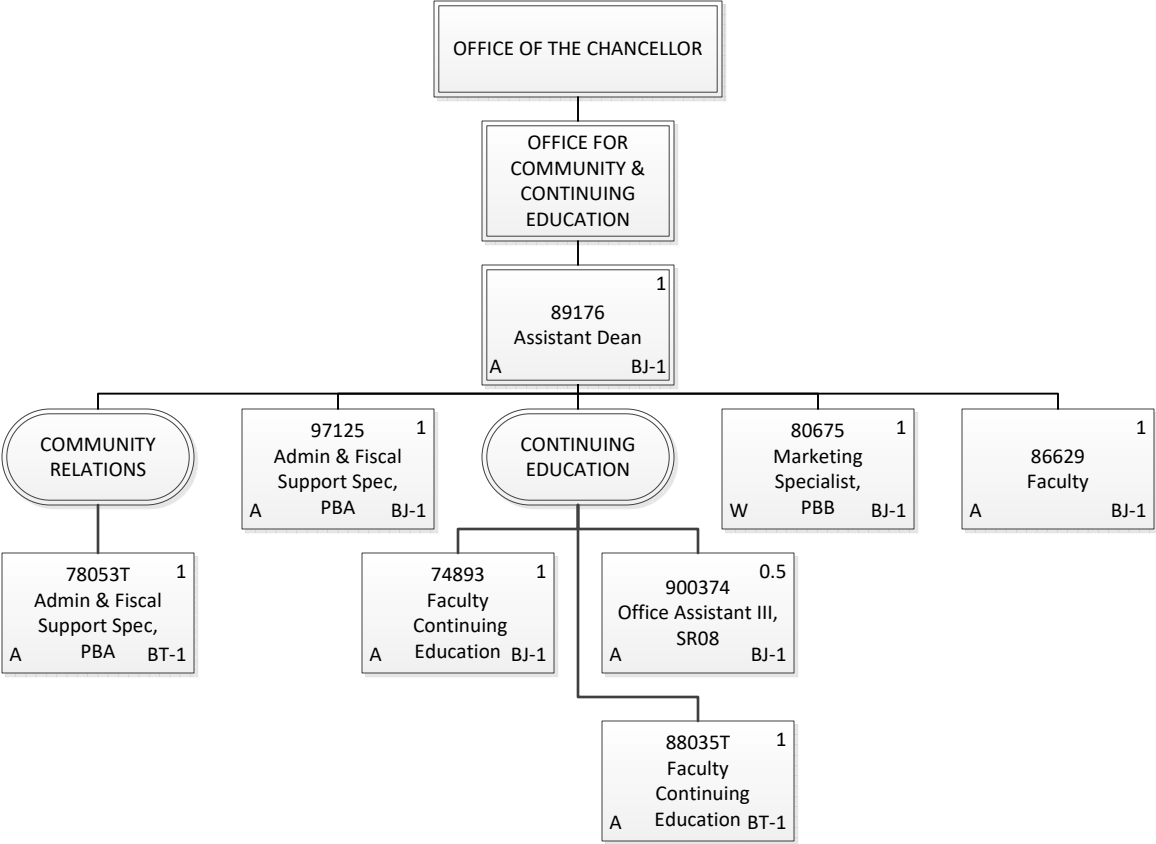 OFFICE OF THE CHANCELLOR
OFFICE FOR
COMMUNITY &
CONTINUING
EDUCATION
1
89176
Assistant Dean
A BJ-1
COMMUNITY
RELATIONS
97125 1
Admin & Fiscal
Support Spec,
PBA
A BJ-1
CONTINUING
EDUCATION
80675 1
Marketing
Specialist,
PBB
W BJ-1
1
86629
Faculty
A BJ-1
78053T 1
Admin & Fiscal
Support Spec,
PBA
A BT-1
74893 1
Faculty
Continuing
Education
A BJ-1
0.5
900374
Office Assistant III,
SR08
A BJ-1
88035T 1
Faculty
Continuing
Education
A BT-1